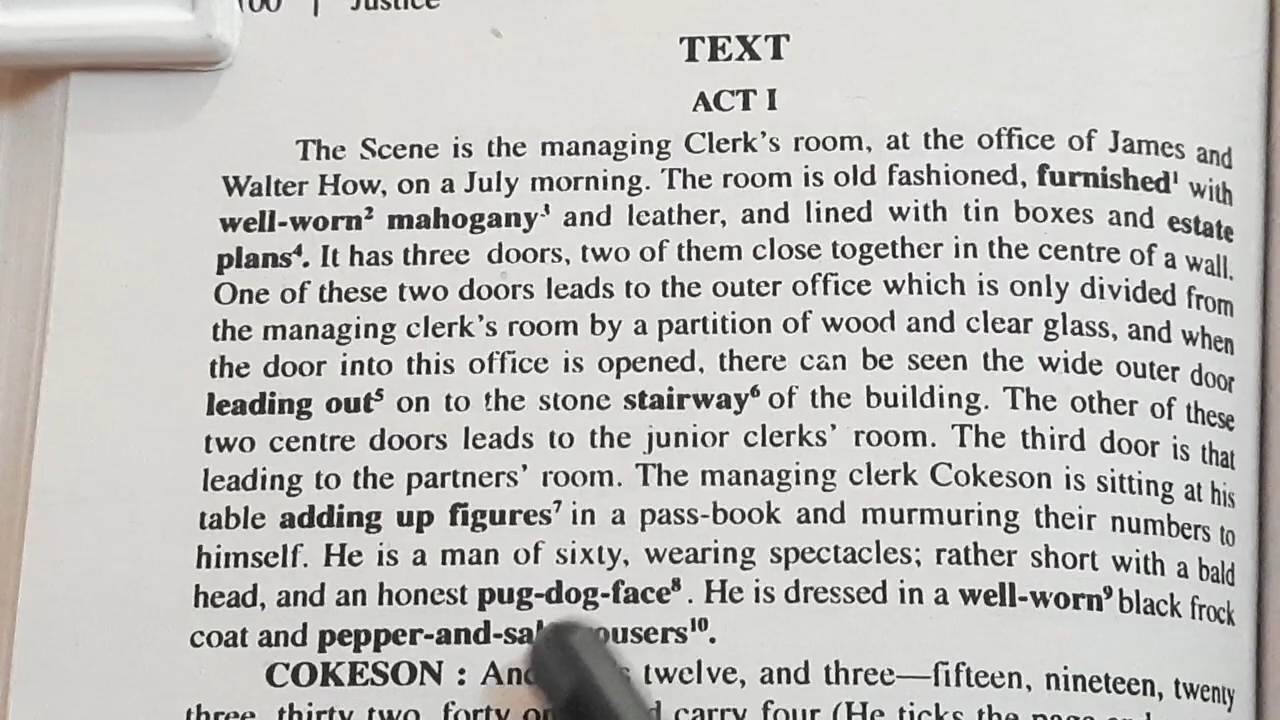 100 | Justice
TEXT
ACT I
The Scene is the managing Clerk's room, at the office of James and
Walter How, on a July morning. The room is old fashioned, furnished¹ with
well-worn² mahogany³ and leather, and lined with tin boxes and estate
plans⁴. It has three doors, two of them close together in the centre of a wall.
One of these two doors leads to the outer office which is only divided from
the managing clerk's room by a partition of wood and clear glass, and when
the door into this office is opened, there can be seen the wide outer door
leading out⁵ on to the stone stairway⁶ of the building. The other of these
two centre doors leads to the junior clerks' room. The third door is that
leading to the partners' room. The managing clerk Cokeson is sitting at his
table adding up figures⁷ in a pass-book and murmuring their numbers to
himself. He is a man of sixty, wearing spectacles; rather short with a bald
head, and an honest pug-dog-face⁸. He is dressed in a well-worn⁹ black frock
coat and
COKESON : twelve, and three—fifteen, nineteen, twenty
three, thirty two, forty carry four (He ticks the page and